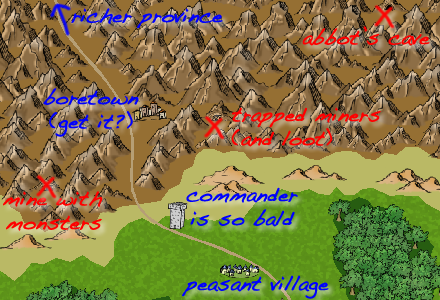 richer province
abbot's cave
boretown
(get it?)
trapped miners
(and loot)
mine with
monsters
commander
is so bald
peasant village